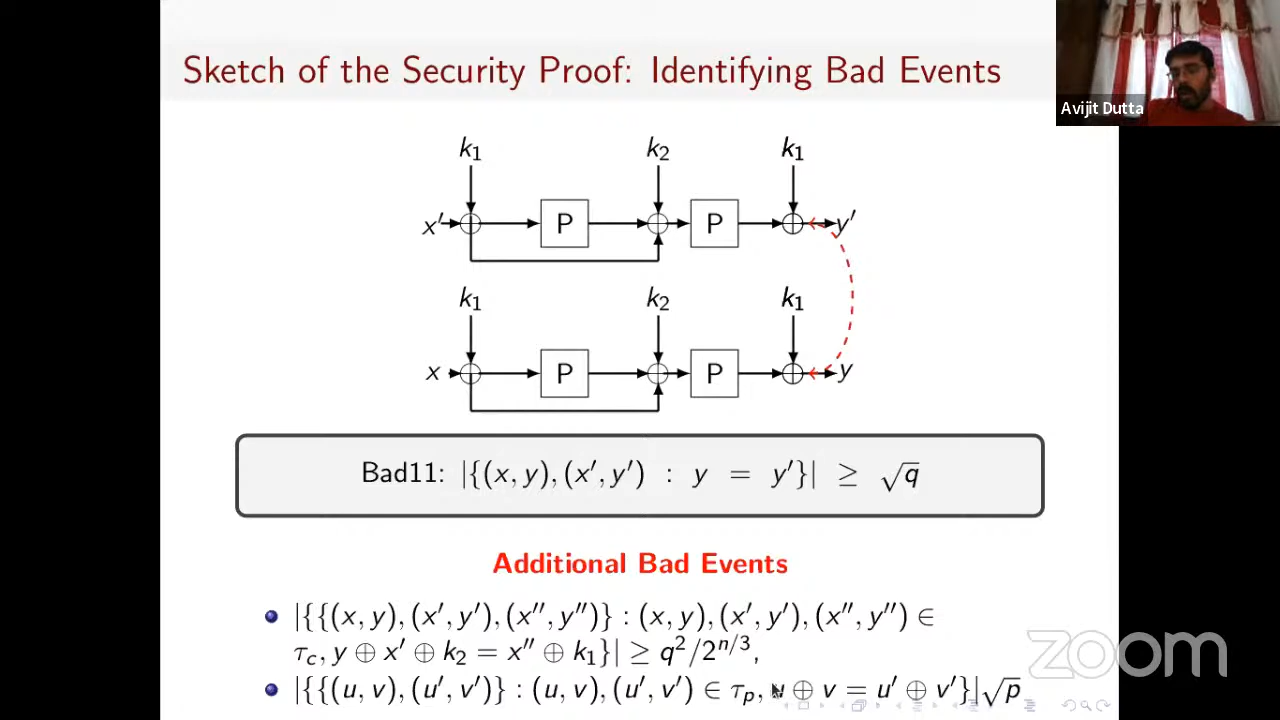 Sketch of the Security Proof: Identifying Bad Events
Avijit Dutta
k₁ k₂ k₁
x′ P P y′
k₁ k₂ k₁
x P P y
Bad11: |{(x, y), (x′, y′) : y = y′}| ≥ √q
Additional Bad Events
|{{(x, y), (x′, y′), (x″, y″)} : (x, y), (x′, y′), (x″, y″) ∈
τ_c, y ⊕ x′ ⊕ k₂ = x″ ⊕ k₁}| ≥ q²/2^{n/3},
|{{(u, v), (u′, v′)} : (u, v), (u′, v′) ∈ τ_p, u ⊕ v = u′ ⊕ v′}|√p
zoom